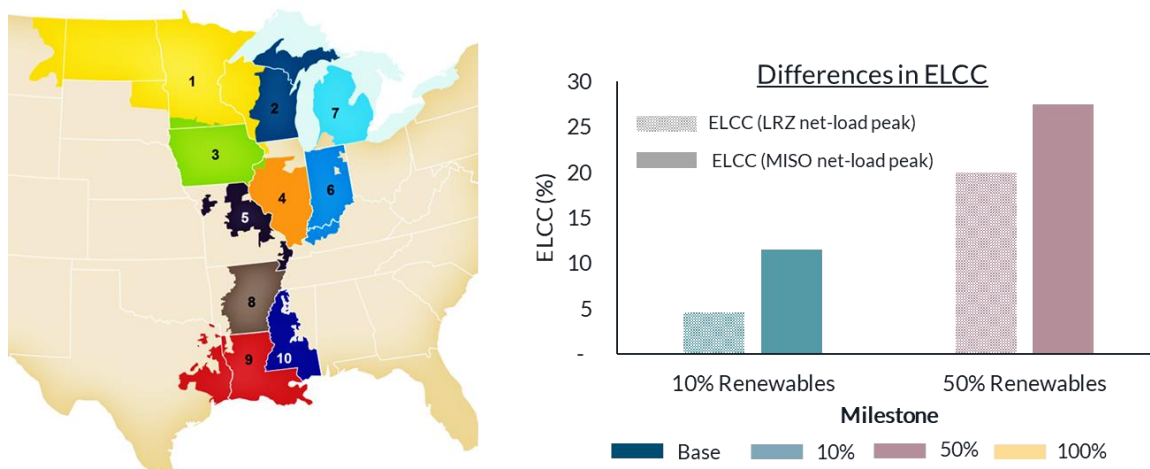 1
2
7
3
4
6
5
8
9
10
Differences in ELCC
ELCC (LRZ net-load peak)
ELCC (MISO net-load peak)
ELCC (%)
30
25
20
15
10
5
-
10% Renewables
50% Renewables
Milestone
Base
10%
50%
100%